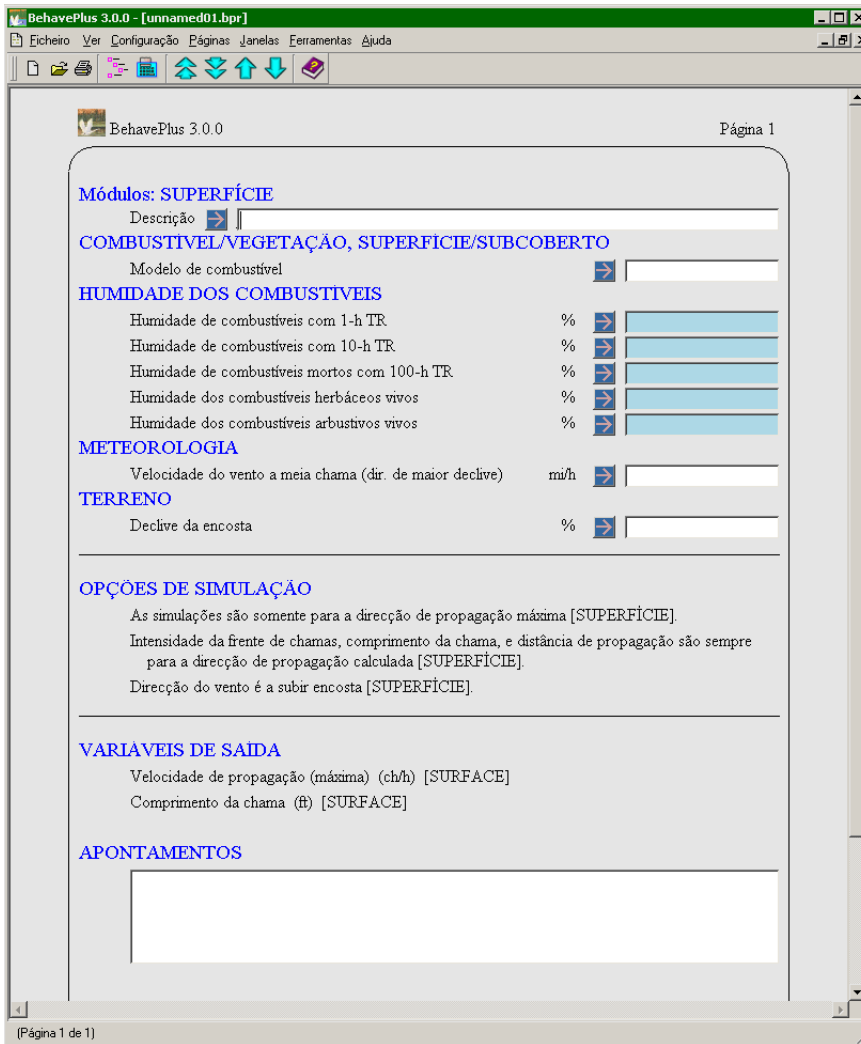 BehavePlus 3.0.0 - [unnamed01.bpr]
Ficheiro Ver Configuração Páginas Janelas Ferramentas Ajuda
BehavePlus 3.0.0 Página 1
Módulos: SUPERFÍCIE
Descrição
COMBUSTÍVEL/VEGETAÇÃO, SUPERFÍCIE/SUBCOBERTO
Modelo de combustível
HUMIDADE DOS COMBUSTÍVEIS
Humidade de combustíveis com 1-h TR %
Humidade de combustíveis com 10-h TR %
Humidade de combustíveis mortos com 100-h TR %
Humidade dos combustíveis herbáceos vivos %
Humidade dos combustíveis arbustivos vivos %
METEOROLOGIA
Velocidade do vento a meia chama (dir. de maior declive) mi/h
TERRENO
Declive da encosta %
OPÇÕES DE SIMULAÇÃO
As simulações são somente para a direcção de propagação máxima [SUPERFÍCIE].
Intensidade da frente de chamas, comprimento da chama, e distância de propagação são sempre
para a direcção de propagação calculada [SUPERFÍCIE].
Direcção do vento é a subir encosta [SUPERFÍCIE].
VARIÁVEIS DE SAÍDA
Velocidade de propagação (máxima) (ch/h) [SURFACE]
Comprimento da chama (ft) [SURFACE]
APONTAMENTOS
(Página 1 de 1)